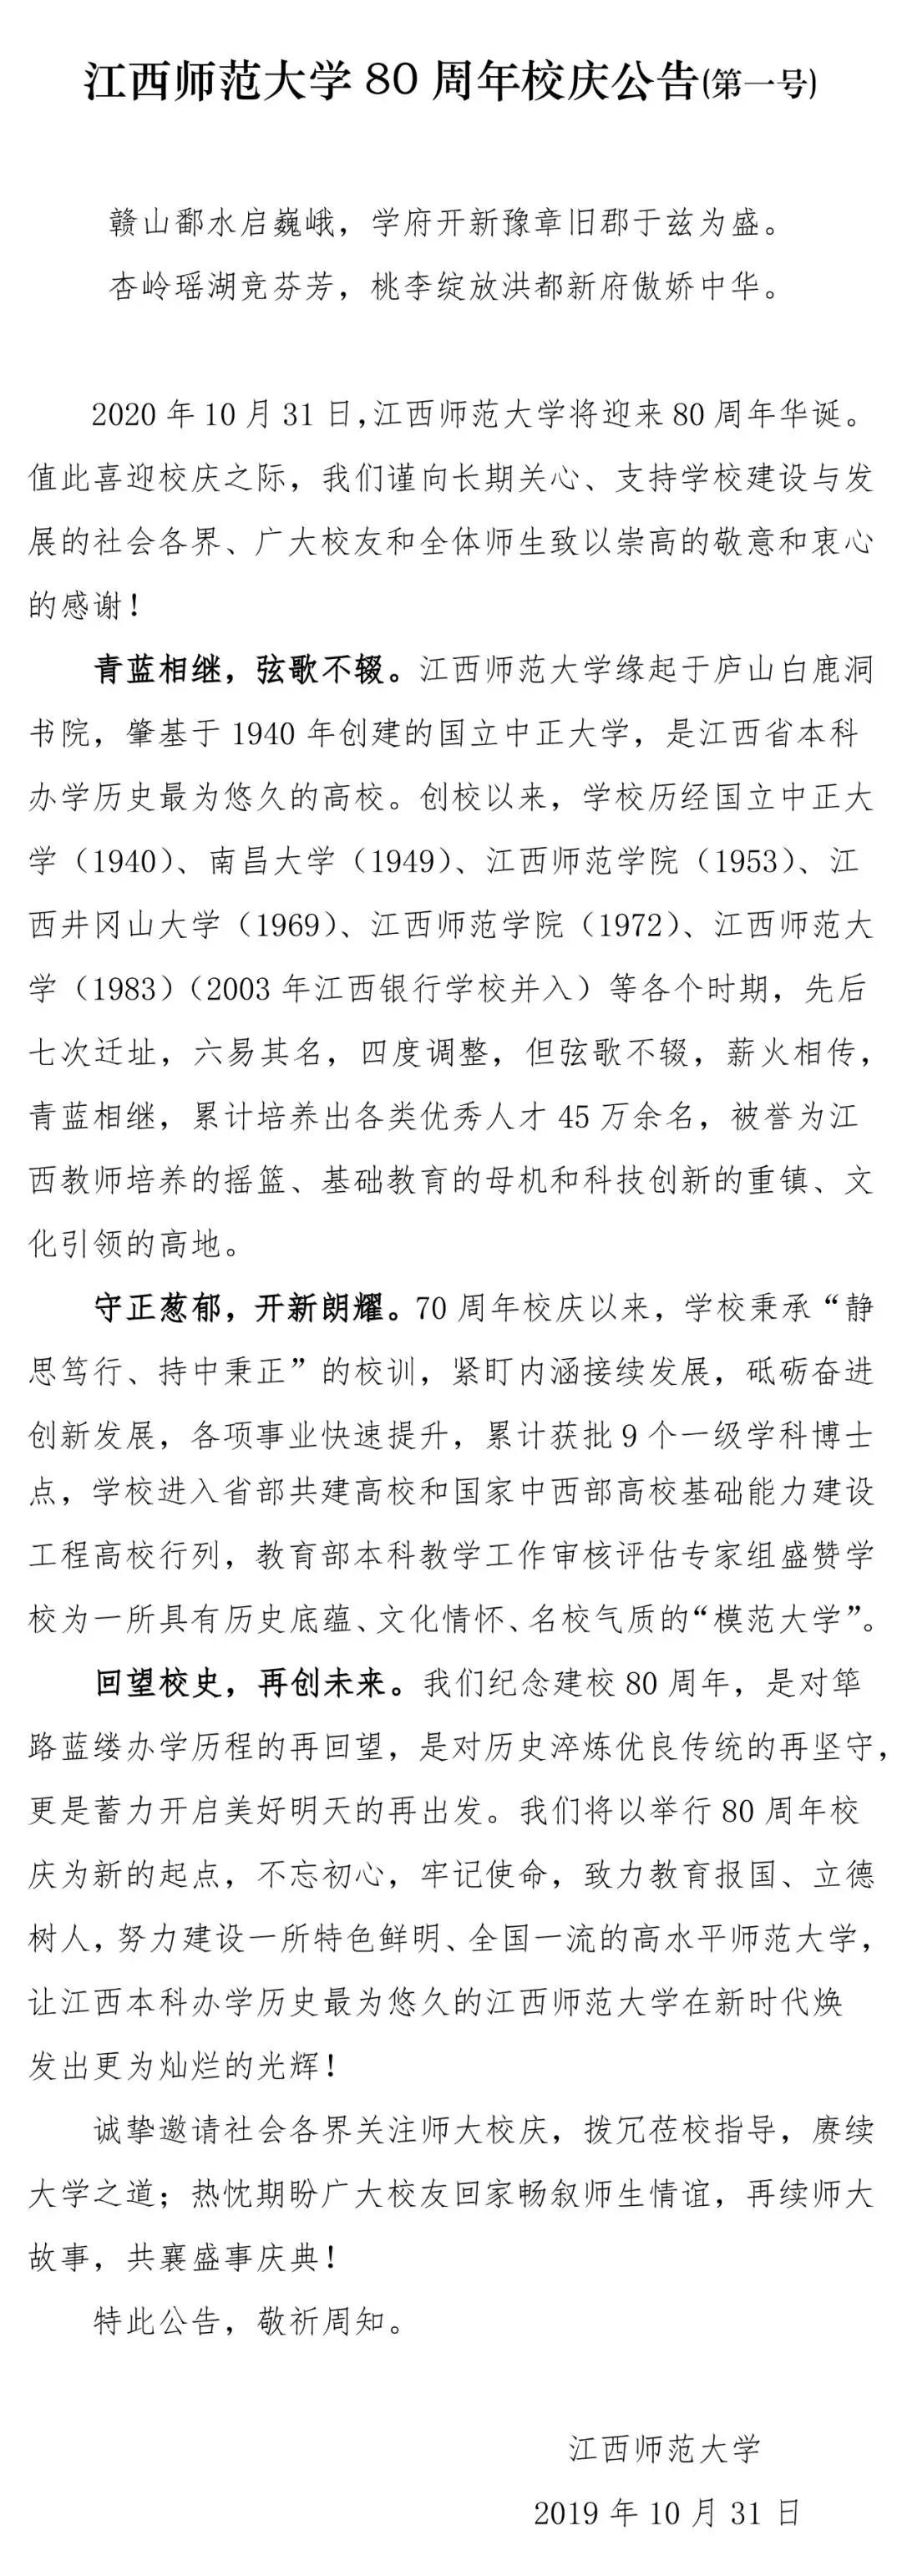 江西师范大学 80 周年校庆公告(第一号)
赣山鄱水启巍峨，学府开新豫章旧郡于兹为盛。
杏岭瑶湖竞芬芳，桃李绽放洪都新府傲娇中华。
2020 年 10 月 31 日,江西师范大学将迎来 80 周年华诞。
值此喜迎校庆之际，我们谨向长期关心、支持学校建设与发
展的社会各界、广大校友和全体师生致以崇高的敬意和衷心
的感谢！
青蓝相继，弦歌不辍。江西师范大学缘起于庐山白鹿洞
书院，肇基于 1940 年创建的国立中正大学，是江西省本科
办学历史最为悠久的高校。创校以来，学校历经国立中正大
学（1940）、南昌大学（1949）、江西师范学院（1953）、江
西井冈山大学（1969）、江西师范学院（1972）、江西师范大
学（1983）（2003 年江西银行学校并入）等各个时期，先后
七次迁址，六易其名，四度调整，但弦歌不辍，薪火相传，
青蓝相继，累计培养出各类优秀人才 45 万余名，被誉为江
西教师培养的摇篮、基础教育的母机和科技创新的重镇、文
化引领的高地。
守正葱郁，开新朗耀。70 周年校庆以来，学校秉承“静
思笃行、持中秉正”的校训，紧盯内涵接续发展，砥砺奋进
创新发展，各项事业快速提升，累计获批 9 个一级学科博士
点，学校进入省部共建高校和国家中西部高校基础能力建设
工程高校行列，教育部本科教学工作审核评估专家组盛赞学
校为一所具有历史底蕴、文化情怀、名校气质的“模范大学”。
回望校史，再创未来。我们纪念建校 80 周年，是对筚
路蓝缕办学历程的再回望，是对历史淬炼优良传统的再坚守，
更是蓄力开启美好明天的再出发。我们将以举行 80 周年校
庆为新的起点，不忘初心，牢记使命，致力教育报国、立德
树人，努力建设一所特色鲜明、全国一流的高水平师范大学，
让江西本科办学历史最为悠久的江西师范大学在新时代焕
发出更为灿烂的光辉！
诚挚邀请社会各界关注师大校庆，拨冗莅校指导，赓续
大学之道；热忱期盼广大校友回家畅叙师生情谊，再续师大
故事，共襄盛事庆典！
特此公告，敬祈周知。
江西师范大学
2019 年 10 月 31 日